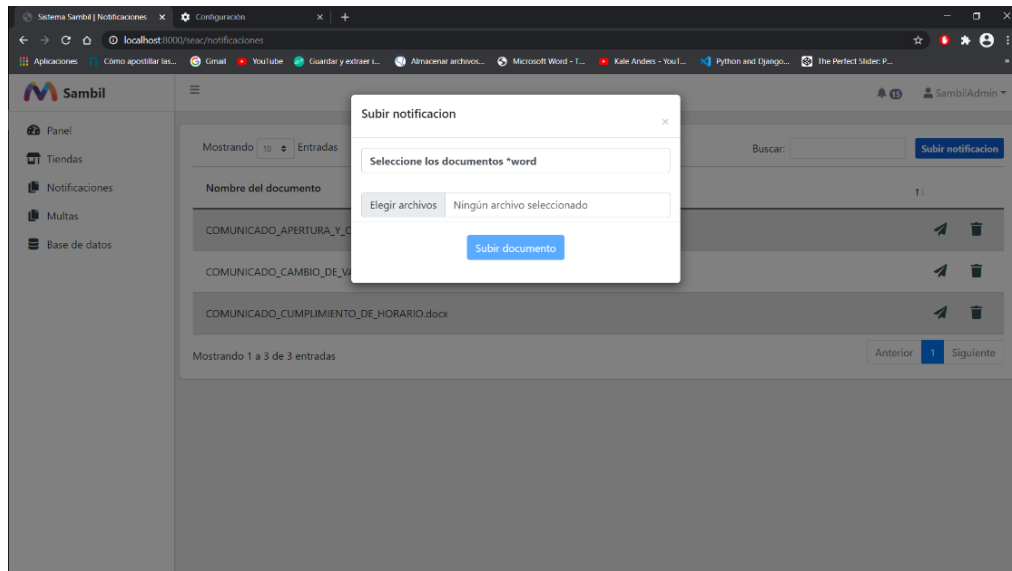 Sistema Sambil | Notificaciones
Configuración
localhost:8000/seac/notificaciones
Aplicaciones
Cómo apostillar las...
Gmail
YouTube
Guardar y extraer i...
Almacenar archivos...
Microsoft Word - T...
Kale Anders - YouT...
Python and Django...
The Perfect Slider: P...
Sambil
15
SambilAdmin
Panel
Tiendas
Notificaciones
Multas
Base de datos
Subir notificacion
×
Mostrando 10 Entradas
Buscar:
Subir notificacion
Seleccione los documentos *word
Nombre del documento
Elegir archivos Ningún archivo seleccionado
COMUNICADO_APERTURA_Y_
Subir documento
COMUNICADO_CAMBIO_DE_
COMUNICADO_CUMPLIMIENTO_DE_HORARIO.docx
Mostrando 1 a 3 de 3 entradas
Anterior 1 Siguiente